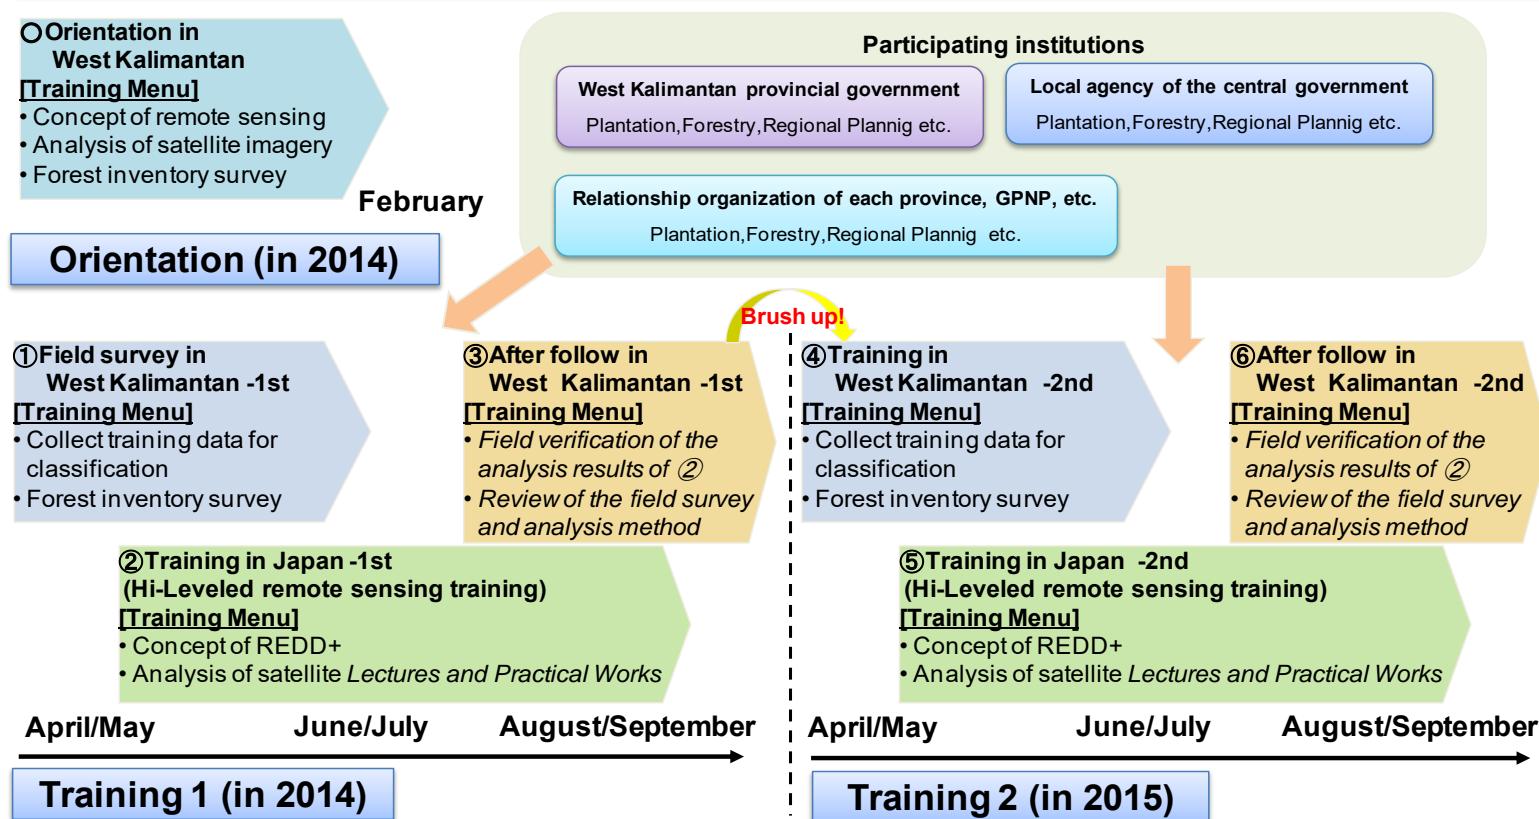 ○Orientation in
West Kalimantan
[Training Menu]
• Concept of remote sensing
• Analysis of satellite imagery
• Forest inventory survey
February
Orientation (in 2014)
Participating institutions
West Kalimantan provincial government
Plantation,Forestry,Regional Plannig etc.
Local agency of the central government
Plantation,Forestry,Regional Plannig etc.
Relationship organization of each province, GPNP, etc.
Plantation,Forestry,Regional Plannig etc.
Brush up!
①Field survey in
West Kalimantan -1st
[Training Menu]
• Collect training data for
classification
• Forest inventory survey
③After follow in
West Kalimantan -1st
[Training Menu]
• Field verification of the
analysis results of ②
• Review of the field survey
and analysis method
②Training in Japan -1st
(Hi-Leveled remote sensing training)
[Training Menu]
• Concept of REDD+
• Analysis of satellite Lectures and Practical Works
April/May June/July August/September
Training 1 (in 2014)
④Training in
West Kalimantan -2nd
[Training Menu]
• Collect training data for
classification
• Forest inventory survey
⑥After follow in
West Kalimantan -2nd
[Training Menu]
• Field verification of the
analysis results of ②
• Review of the field survey
and analysis method
⑤Training in Japan -2nd
(Hi-Leveled remote sensing training)
[Training Menu]
• Concept of REDD+
• Analysis of satellite Lectures and Practical Works
April/May June/July August/September
Training 2 (in 2015)